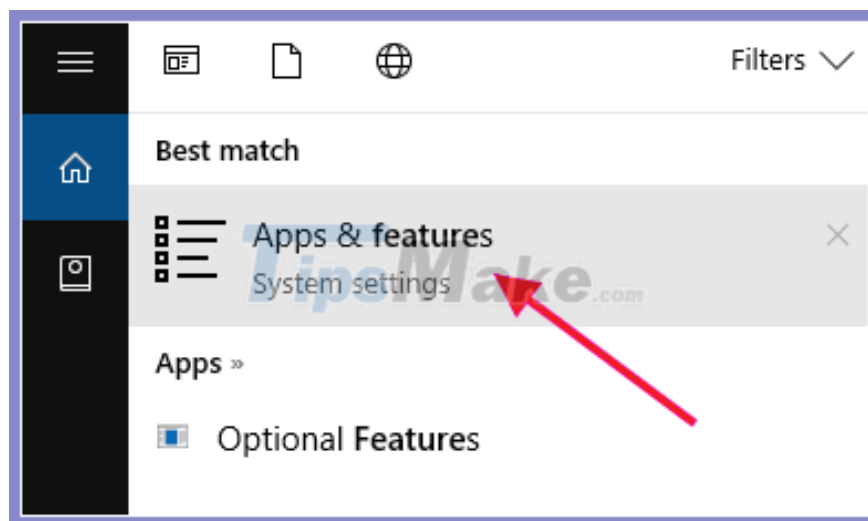 Filters
Best match
Apps & features
System settings
TipsMake.com
Apps »
Optional Features